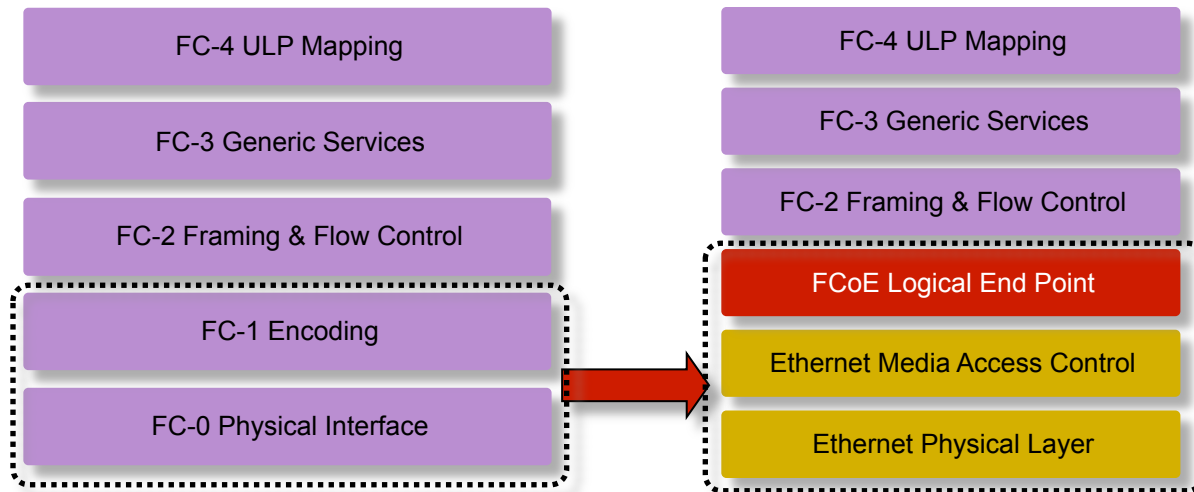 FC-4 ULP Mapping
FC-3 Generic Services
FC-2 Framing & Flow Control
FC-1 Encoding
FC-0 Physical Interface
FC-4 ULP Mapping
FC-3 Generic Services
FC-2 Framing & Flow Control
FCoE Logical End Point
Ethernet Media Access Control
Ethernet Physical Layer